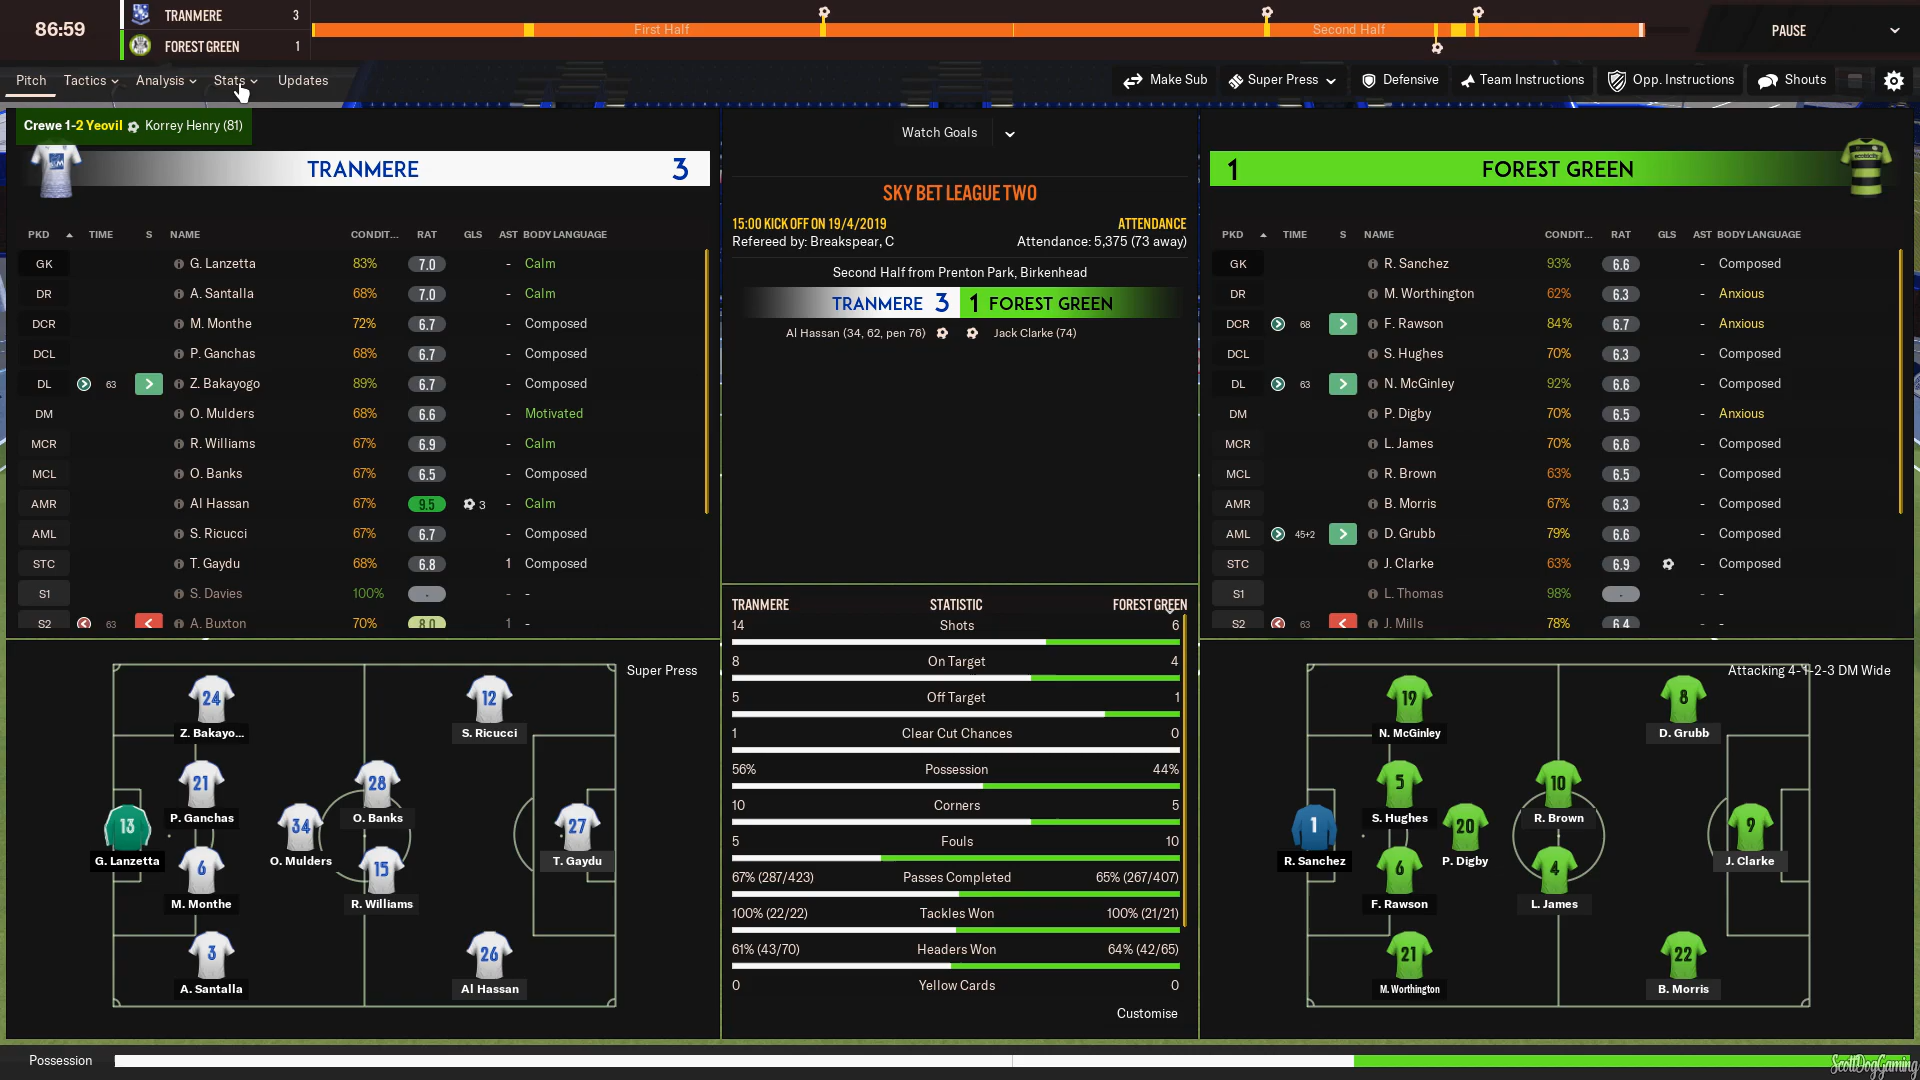 86:59
TRANMERE 3
FOREST GREEN 1
First Half
Second Half
PAUSE
Pitch
Tactics
Analysis
Stats
Updates
Make Sub
Super Press
Defensive
Team Instructions
Opp. Instructions
Shouts
Crewe 1-2 Yeovil Korrey Henry (81)
TRANMERE 3
PKD TIME S NAME CONDIT... RAT GLS AST BODY LANGUAGE
GK G. Lanzetta 83% 7.0 - Calm
DR A. Santalla 68% 7.0 - Calm
DCR M. Monthe 72% 6.7 - Composed
DCL P. Ganchas 68% 6.7 - Composed
DL 63 Z. Bakayogo 89% 6.7 - Composed
DM O. Mulders 68% 6.6 - Motivated
MCR R. Williams 67% 6.9 - Calm
MCL O. Banks 67% 6.5 - Composed
AMR Al Hassan 67% 9.5 3 - Calm
AML S. Ricucci 67% 6.7 - Composed
STC T. Gaydu 68% 6.8 1 Composed
S1 S. Davies 100% - - -
S2 63 A. Buxton 70% 8.0 1 -
Watch Goals
SKY BET LEAGUE TWO
15:00 KICK OFF ON 19/4/2019 ATTENDANCE
Refereed by: Breakspear, C Attendance: 5,375 (73 away)
Second Half from Prenton Park, Birkenhead
TRANMERE 3 1 FOREST GREEN
Al Hassan (34, 62, pen 76) Jack Clarke (74)
TRANMERE STATISTIC FOREST GREEN
14 Shots 6
8 On Target 4
5 Off Target 1
1 Clear Cut Chances 0
56% Possession 44%
10 Corners 5
5 Fouls 10
67% (287/423) Passes Completed 65% (267/407)
100% (22/22) Tackles Won 100% (21/21)
61% (43/70) Headers Won 64% (42/65)
0 Yellow Cards 0
Customise
1 FOREST GREEN
PKD TIME S NAME CONDIT... RAT GLS AST BODY LANGUAGE
GK R. Sanchez 93% 6.6 - Composed
DR M. Worthington 62% 6.3 - Anxious
DCR 68 F. Rawson 84% 6.7 - Anxious
DCL S. Hughes 70% 6.3 - Composed
DL 63 N. McGinley 92% 6.6 - Composed
DM P. Digby 70% 6.5 - Anxious
MCR L. James 70% 6.6 - Composed
MCL R. Brown 63% 6.5 - Composed
AMR B. Morris 67% 6.3 - Composed
AML 45+2 D. Grubb 79% 6.6 - Composed
STC J. Clarke 63% 6.9 - Composed
S1 L. Thomas 98% - - -
S2 63 J. Mills 78% 6.4 - -
Super Press
24
Z. Bakayo...
12
S. Ricucci
21
P. Ganchas
28
O. Banks
13
G. Lanzetta
34
O. Mulders
27
T. Gaydu
6
M. Monthe
15
R. Williams
3
A. Santalla
26
Al Hassan
Attacking 4-1-2-3 DM Wide
19
N. McGinley
8
D. Grubb
5
S. Hughes
10
R. Brown
1
R. Sanchez
20
P. Digby
9
J. Clarke
6
F. Rawson
4
L. James
21
M. Worthington
22
B. Morris
Possession
ScottDogGaming